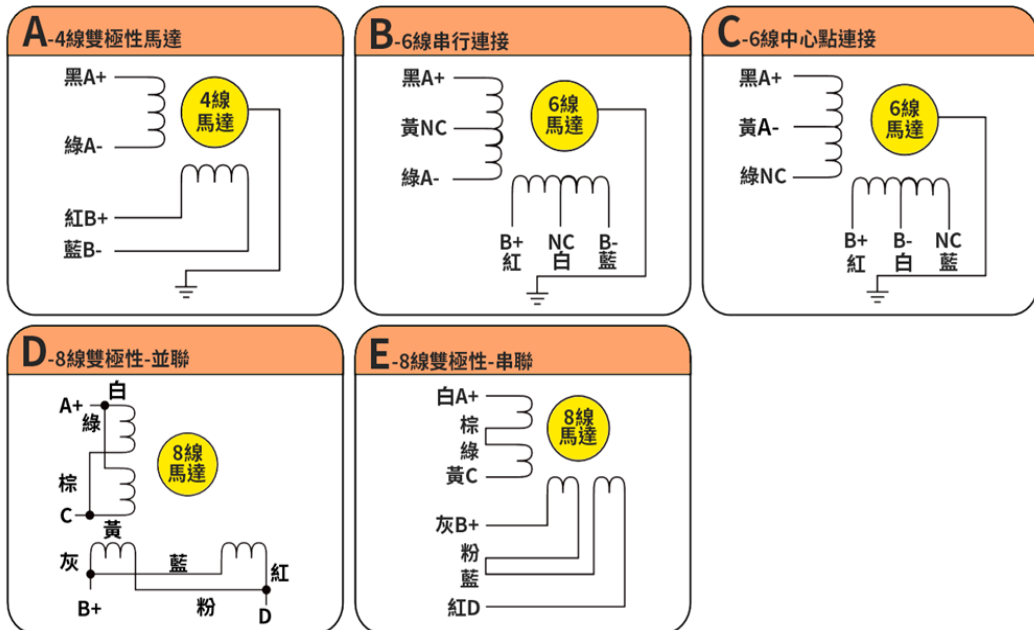 A-4線雙極性馬達
黑A+
4線
馬達
綠A-
紅B+
藍B-
B-6線串行連接
黑A+
6線
馬達
黃NC
綠A-
B+ NC B-
紅 白 藍
C-6線中心點連接
黑A+
6線
馬達
黃A-
綠NC
B+ B- NC
紅 白 藍
D-8線雙極性-並聯
白
A+
綠
8線
馬達
棕
C
黃
灰 藍 紅
B+ 粉 D
E-8線雙極性-串聯
白A+
棕
8線
馬達
綠
黃C
灰B+
粉
藍
紅D